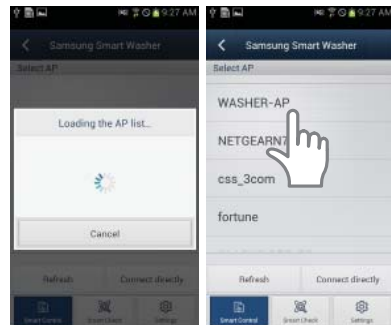 9:27 AM
Samsung Smart Washer
Select AP
Loading the AP list...
Cancel
Refresh
Connect directly
Smart Control
Smart Check
Settings
9:27 AM
Samsung Smart Washer
Select AP
WASHER-AP
NETGEAR
css_3com
fortune
Refresh
Connect directly
Smart Control
Smart Check
Settings